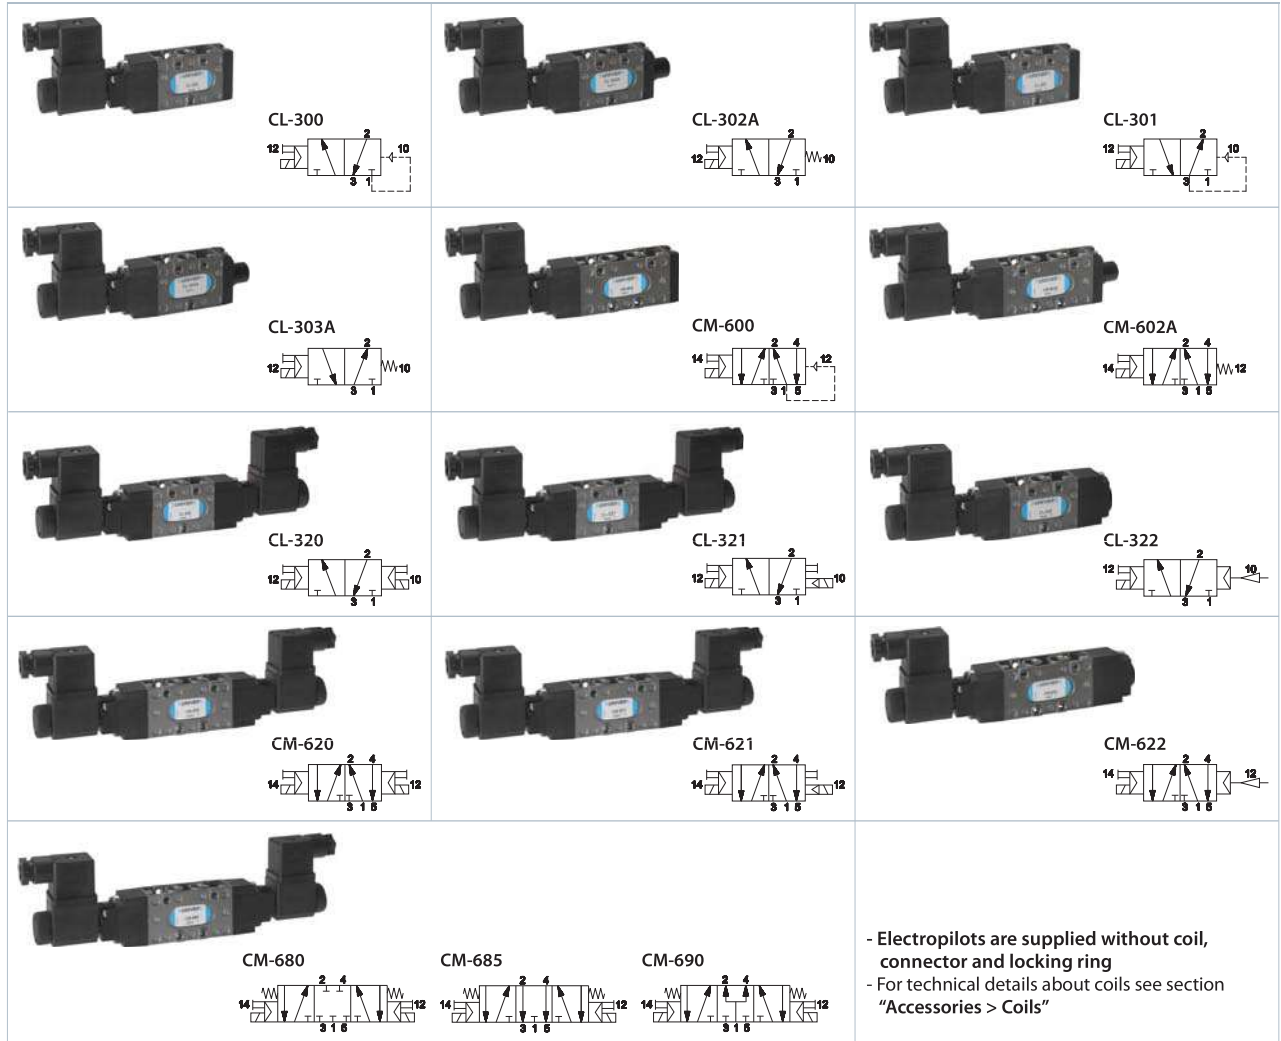 CL-300
2
12
10
3 1
CL-302A
2
12
10
3 1
CL-301
2
12
10
3 1
CL-303A
2
12
10
3 1
CM-600
2 4
14
12
3 1 5
CM-602A
2 4
14
12
3 1 5
CL-320
2
12
10
3 1
CL-321
2
12
10
3 1
CL-322
2
12
10
3 1
CM-620
2 4
14
12
3 1 5
CM-621
2 4
14
12
3 1 5
CM-622
2 4
14
12
3 1 5
CM-680
2 4
14
12
3 1 5
CM-685
2 4
14
12
3 1 5
CM-690
2 4
14
12
3 1 5
- Electropilots are supplied without coil,
connector and locking ring
- For technical details about coils see section
“Accessories > Coils”